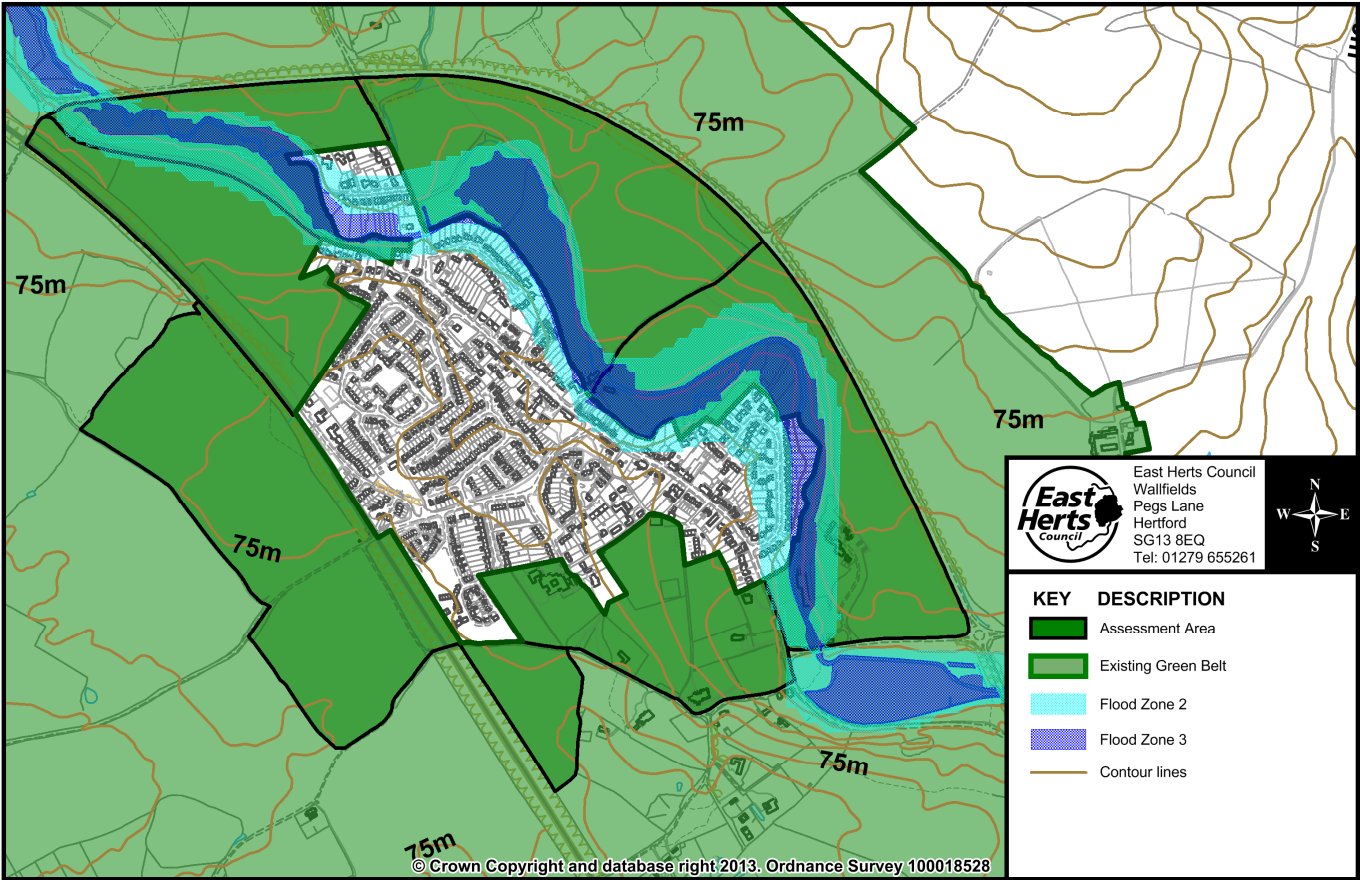 75m
75m
75m
75m
75m
75m
© Crown Copyright and database right 2013. Ordnance Survey 100018528
East
Herts
Council
East Herts Council
Wallfields
Pegs Lane
Hertford
SG13 8EQ
Tel: 01279 655261
N
W E
S
KEY DESCRIPTION
Assessment Area
Existing Green Belt
Flood Zone 2
Flood Zone 3
Contour lines